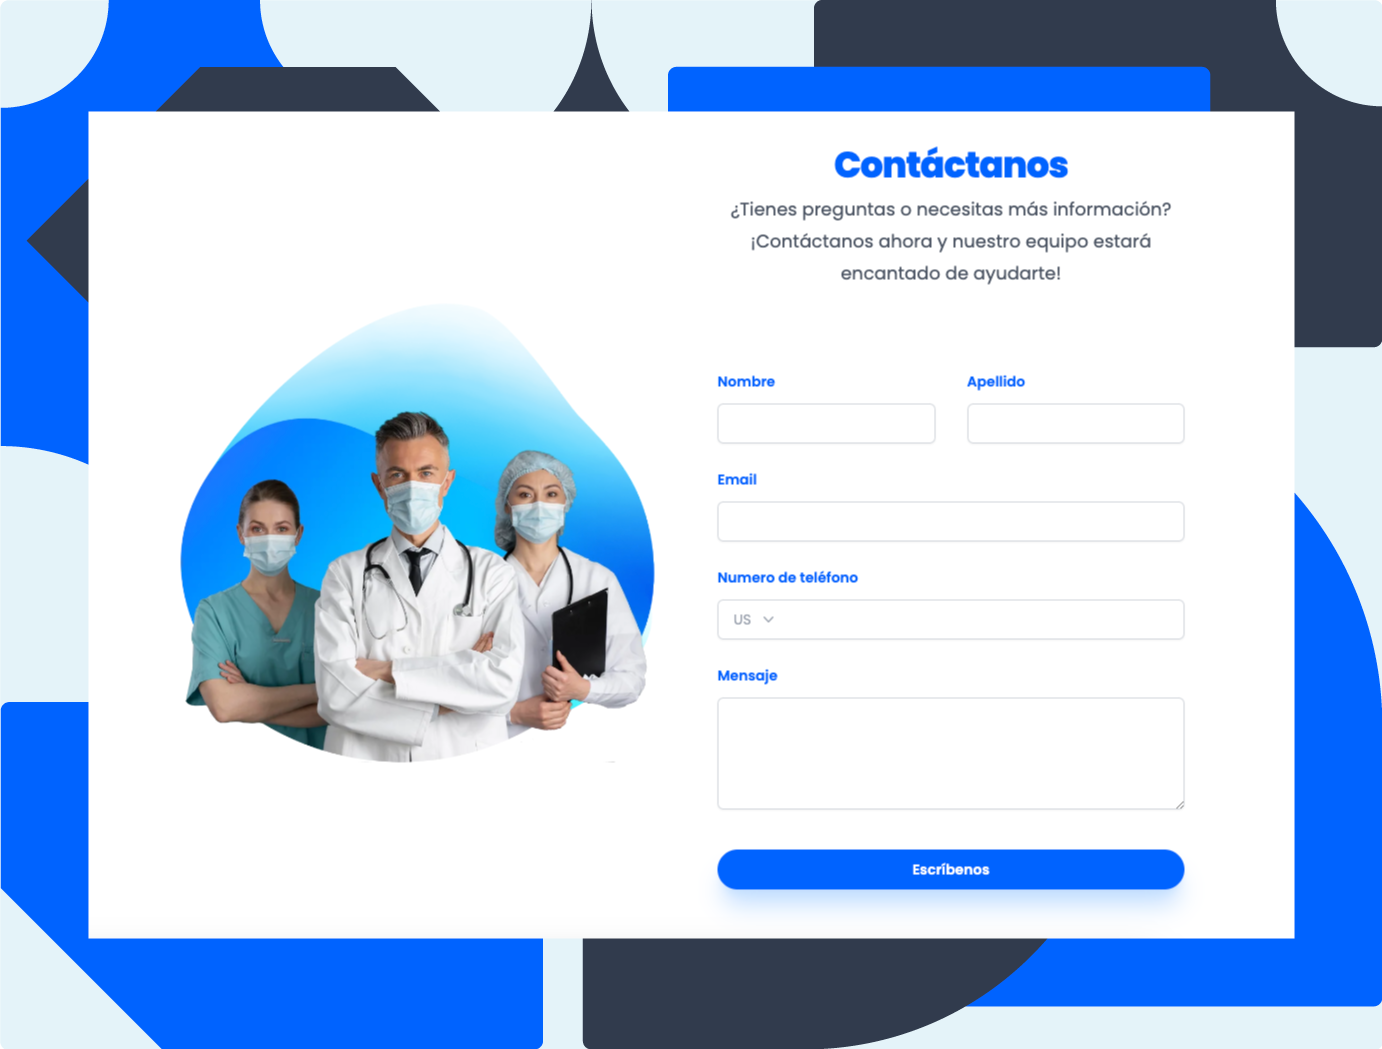 Contáctanos
¿Tienes preguntas o necesitas más información?
¡Contáctanos ahora y nuestro equipo estará
encantado de ayudarte!
Nombre
Apellido
Email
Numero de teléfono
US
Mensaje
Escríbenos